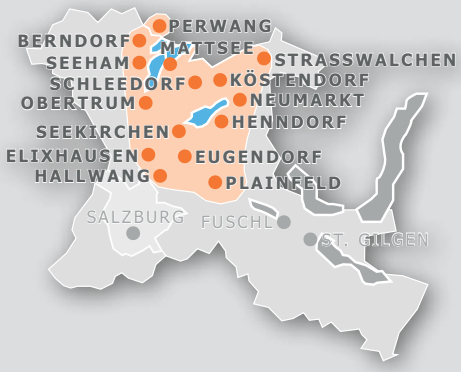 PERWANG
BERNDORF
MATTSEE
SEEHAM
STRASSWALCHEN
SCHLEEDORF
KÖSTENDORF
OBERTRUM
NEUMARKT
HENNDORF
SEEKIRCHEN
ELIXHAUSEN
EUGENDORF
HALLWANG
PLAINFELD
SALZBURG
FUSCHL
ST. GILGEN